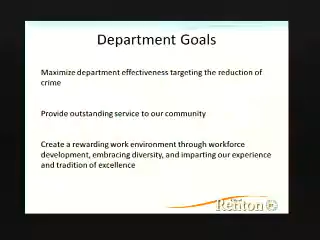 Department Goals
Maximize department effectiveness targeting the reduction of
crime
Provide outstanding service to our community
Create a rewarding work environment through workforce
development, embracing diversity, and imparting our experience
and tradition of excellence
Renton